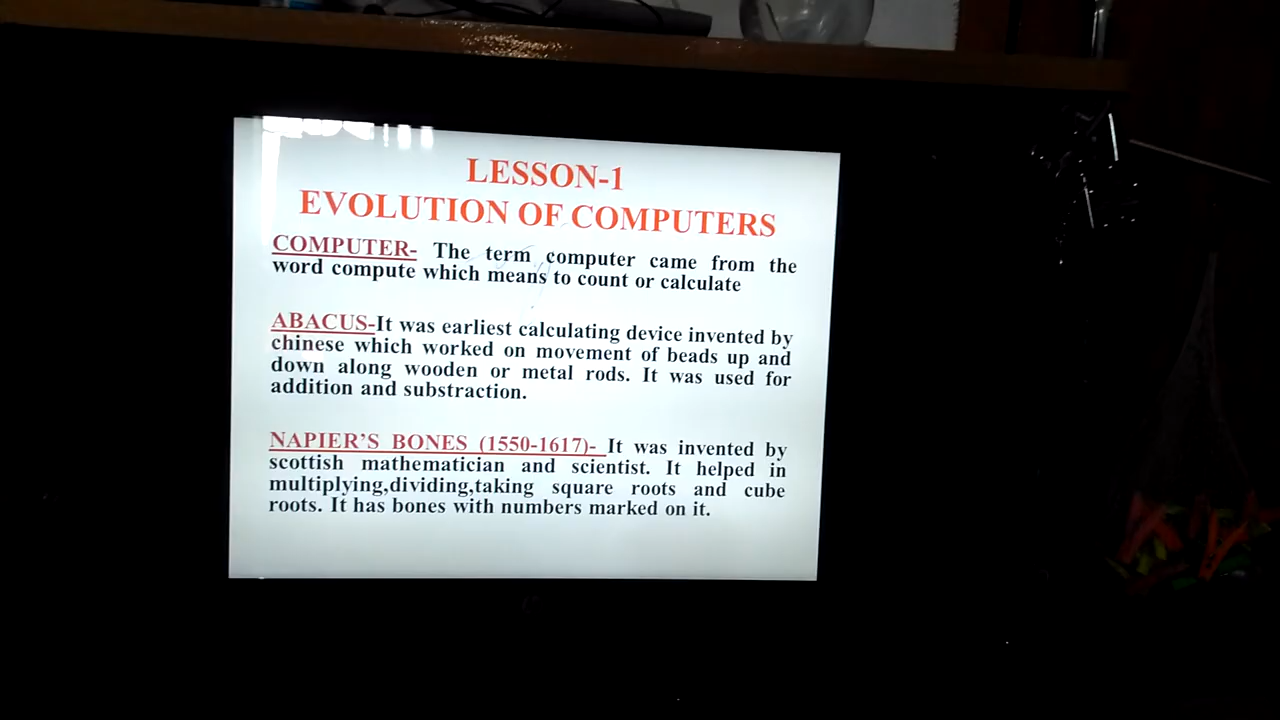 LESSON-1
EVOLUTION OF COMPUTERS
COMPUTER- The term computer came from the
word compute which means to count or calculate
ABACUS-It was earliest calculating device invented by
chinese which worked on movement of beads up and
down along wooden or metal rods. It was used for
addition and substraction.
NAPIER'S BONES (1550-1617)- It was invented by
scottish mathematician and scientist. It helped in
multiplying,dividing,taking square roots and cube
roots. It has bones with numbers marked on it.